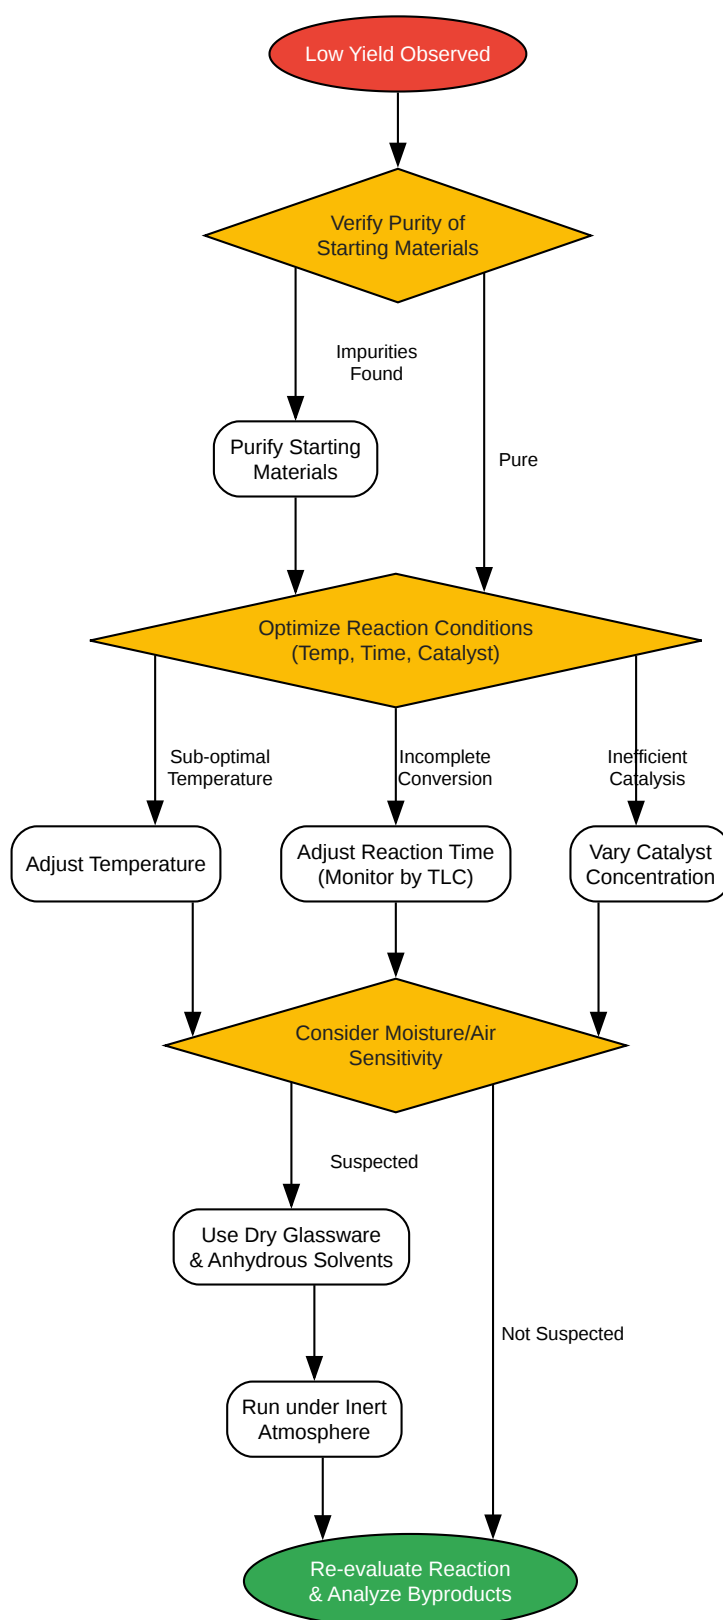 Low Yield Observed
Verify Purity of
Starting Materials
Impurities
Found
Purify Starting
Materials
Pure
Optimize Reaction Conditions
(Temp, Time, Catalyst)
Sub-optimal
Temperature
Incomplete
Conversion
Inefficient
Catalysis
Adjust Temperature
Adjust Reaction Time
(Monitor by TLC)
Vary Catalyst
Concentration
Consider Moisture/Air
Sensitivity
Suspected
Use Dry Glassware
& Anhydrous Solvents
Not Suspected
Run under Inert
Atmosphere
Re-evaluate Reaction
& Analyze Byproducts